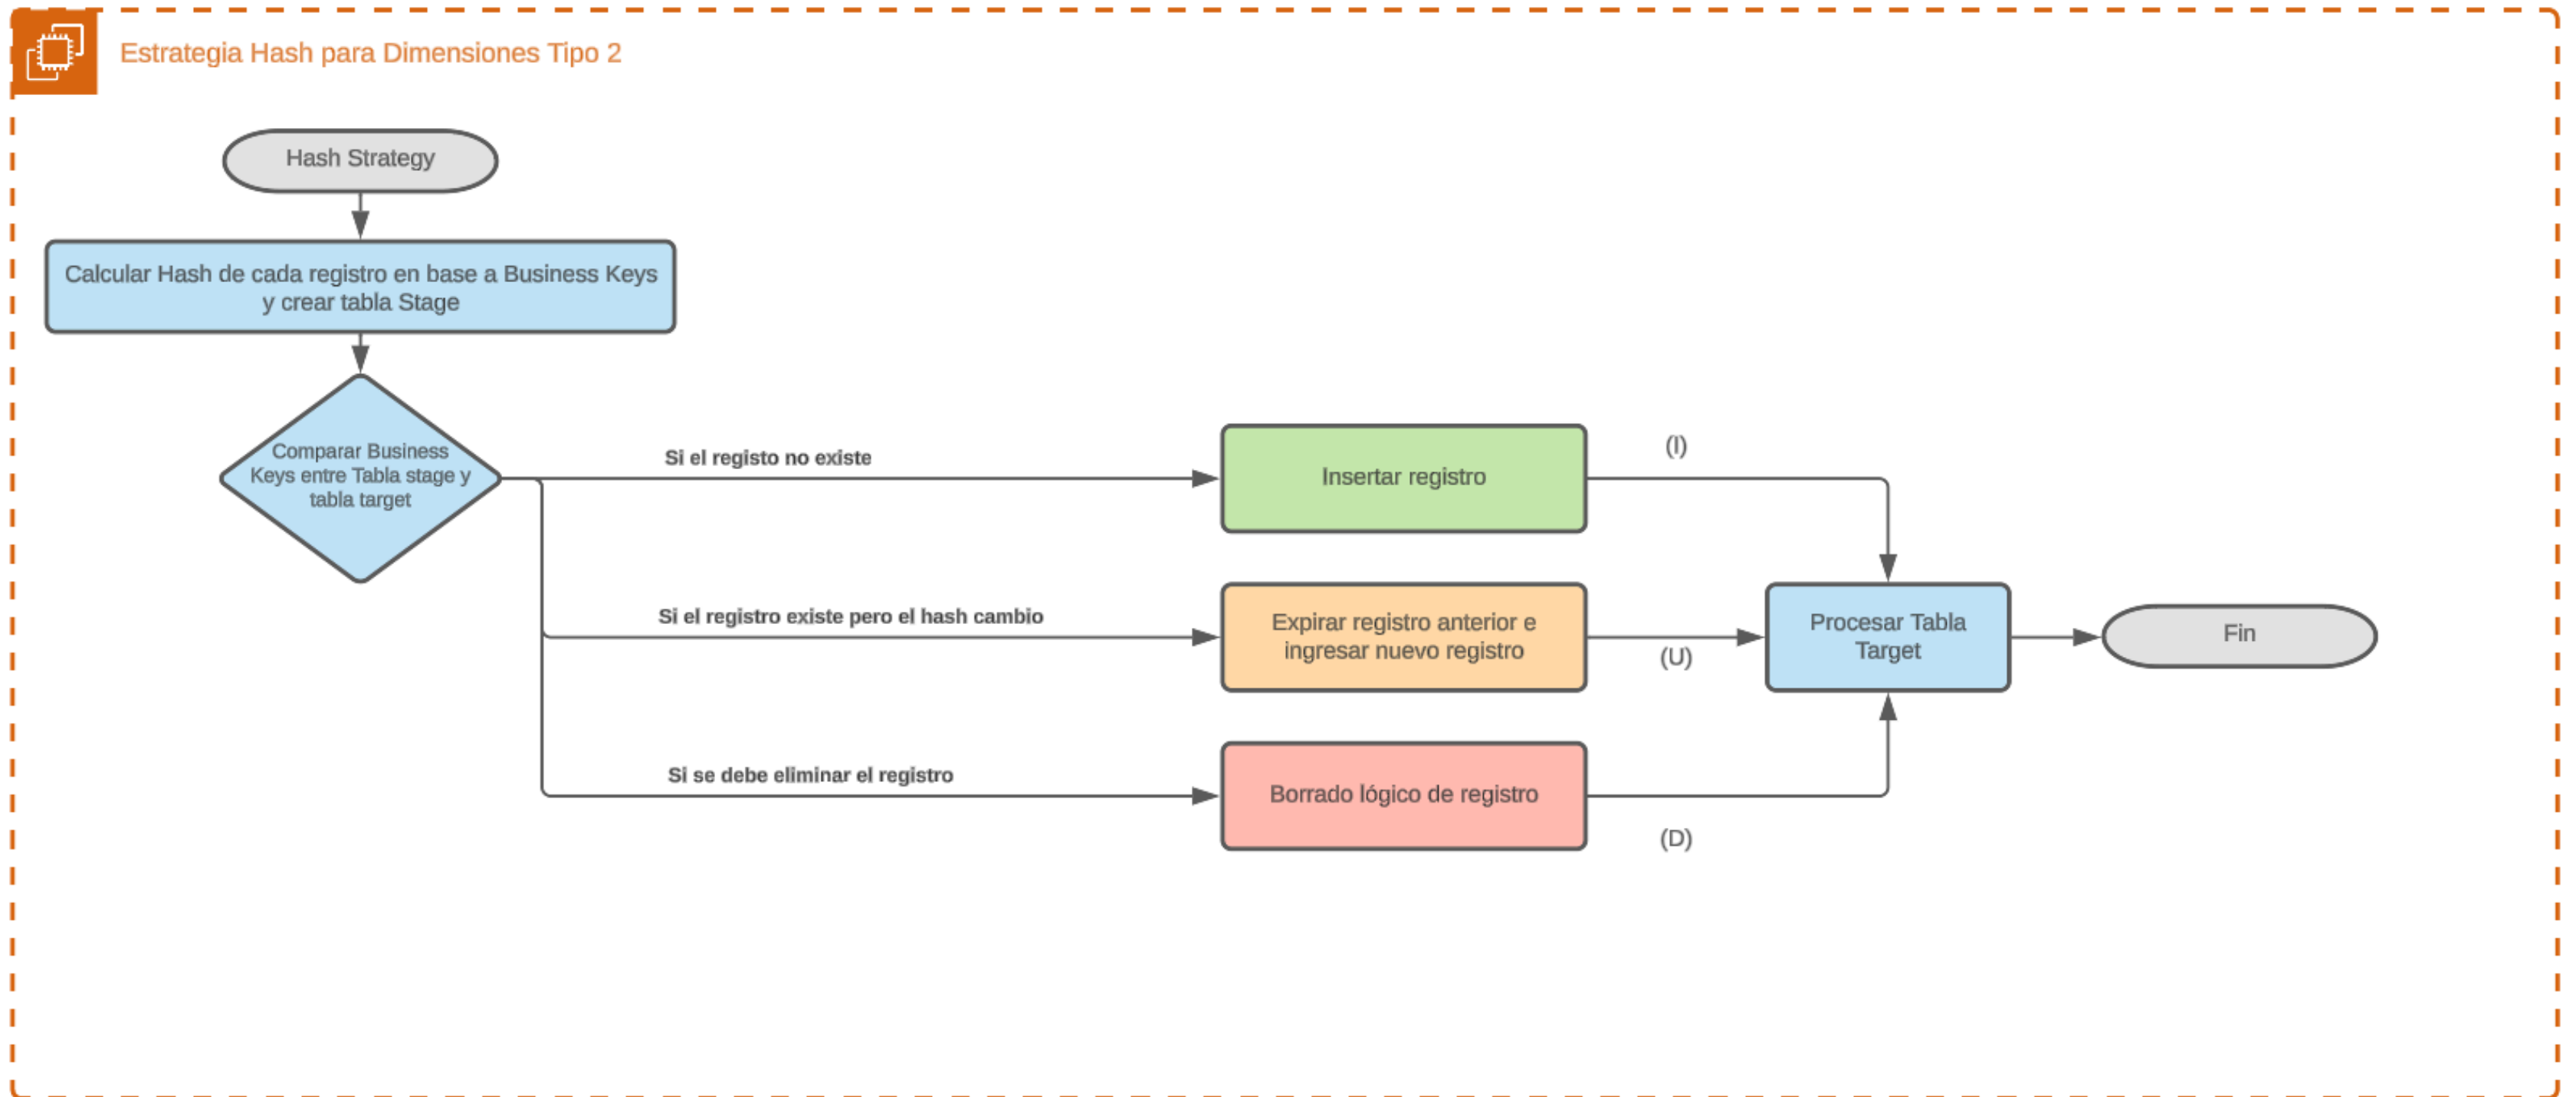 Estrategia Hash para Dimensiones Tipo 2
Hash Strategy
Calcular Hash de cada registro en base a Business Keys
y crear tabla Stage
Comparar Business
Keys entre Tabla stage y
tabla target
Si el registo no existe
Insertar registro
(I)
Si el registro existe pero el hash cambio
Expirar registro anterior e
ingresar nuevo registro
(U)
Procesar Tabla
Target
Fin
Si se debe eliminar el registro
Borrado lógico de registro
(D)